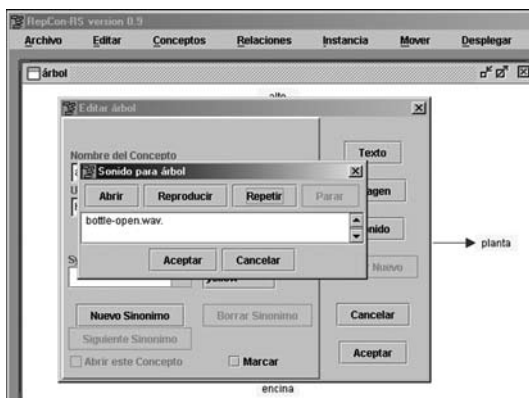 RepCon-RS version 0.9
Archivo Editar Conceptos Relaciones Instancia Mover Desplegar
árbol
alto
Editar árbol
Nombre del Concepto
Texto
Sonido para árbol
Abrir Reproducir Repetir Parar
bottle-open.wav.
planta
Aceptar Cancelar
Nuevo
Nuevo Sinonimo Borrar Sinonimo Cancelar
Siguiente Sinonimo
Abrir este Concepto Marcar Aceptar
encina